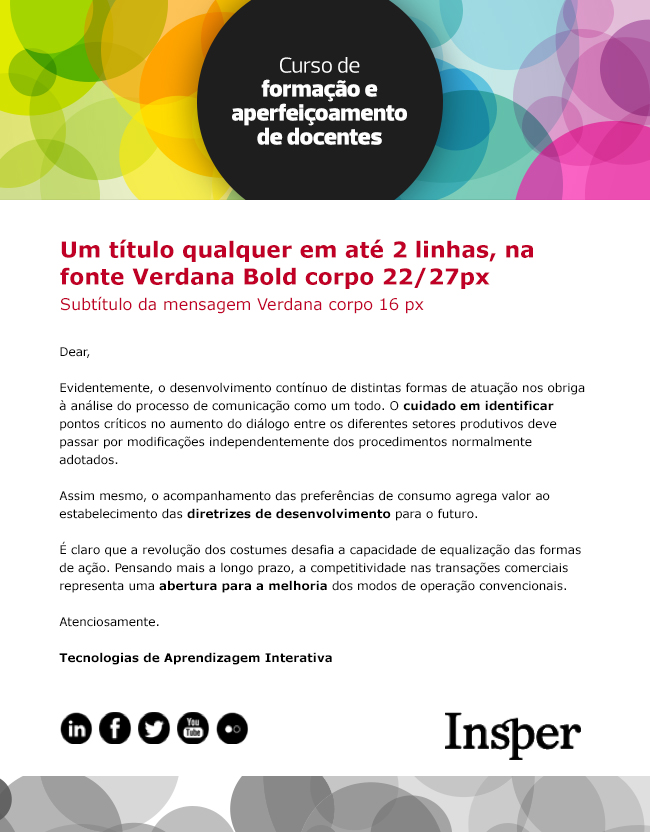 Curso de
formação e
aperfeiçoamento
de docentes
Um título qualquer em até 2 linhas, na
fonte Verdana Bold corpo 22/27px
Subtítulo da mensagem Verdana corpo 16 px
Dear,
Evidentemente, o desenvolvimento contínuo de distintas formas de atuação nos obriga
à análise do processo de comunicação como um todo. O cuidado em identificar
pontos críticos no aumento do diálogo entre os diferentes setores produtivos deve
passar por modificações independentemente dos procedimentos normalmente
adotados.
Assim mesmo, o acompanhamento das preferências de consumo agrega valor ao
estabelecimento das diretrizes de desenvolvimento para o futuro.
É claro que a revolução dos costumes desafia a capacidade de equalização das formas
de ação. Pensando mais a longo prazo, a competitividade nas transações comerciais
representa uma abertura para a melhoria dos modos de operação convencionais.
Atenciosamente.
Tecnologias de Aprendizagem Interativa
in f You Tube
Insper